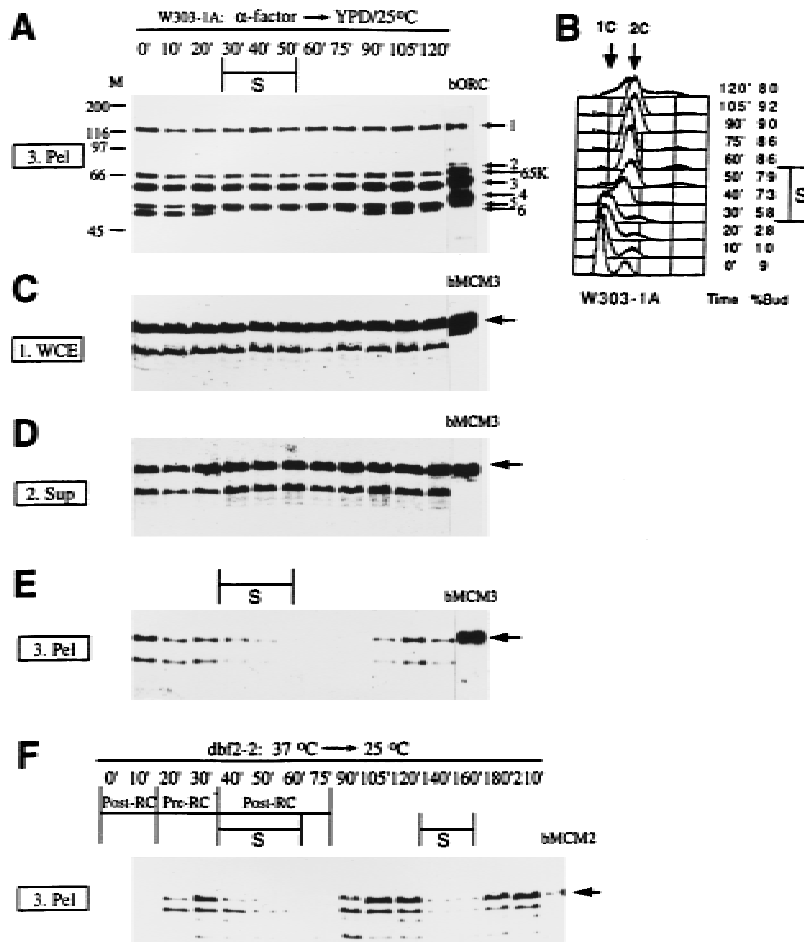 A
W303-1A: α-factor → YPD/25°C
0' 10' 20' 30' 40' 50' 60' 75' 90' 105' 120'
S
M
bORC
200
116
97
66
45
3. Pel
1
2
65K
3
4
5
6
B
1C 2C
120' 80
105' 92
90' 90
75' 86
60' 86
50' 79
40' 73
30' 58
20' 28
10' 10
0' 9
S
W303-1A Time %Bud
C
bMCM3
1. WCE
D
bMCM3
2. Sup
E
S
bMCM3
3. Pel
F
dbf2-2: 37 °C → 25 °C
0' 10' 20' 30' 40' 50' 60' 75' 90' 105' 120' 140' 160' 180' 210'
Post-RC Pre-RC Post-RC
S S
bMCM2
3. Pel